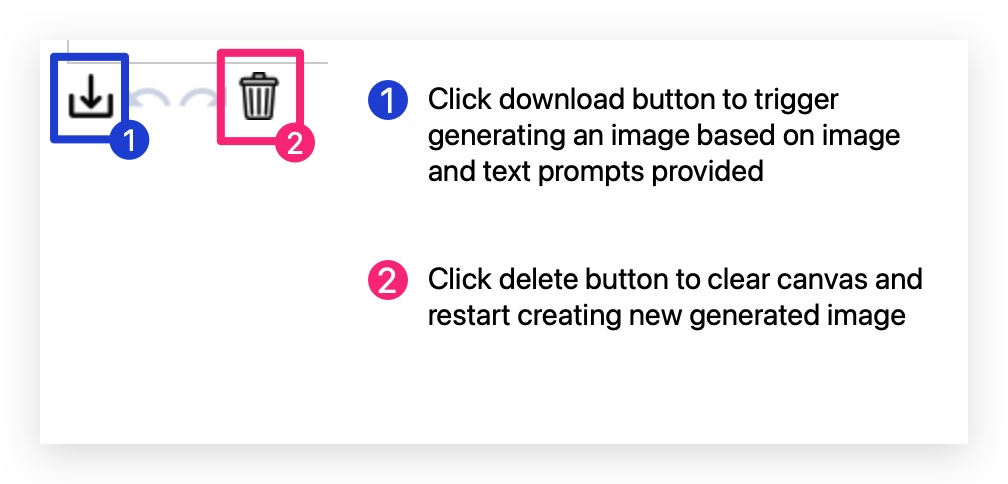 1
2
1 Click download button to trigger
generating an image based on image
and text prompts provided
2 Click delete button to clear canvas and
restart creating new generated image